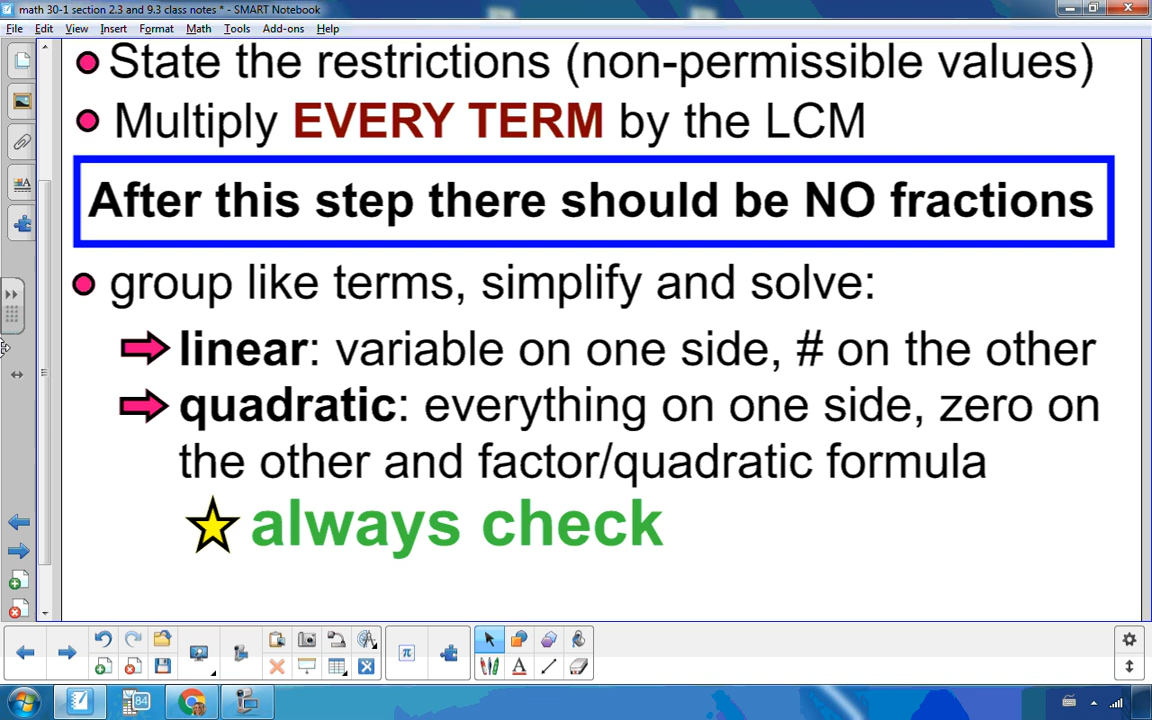 math 30-1 section 2.3 and 9.3 class notes * - SMART Notebook
File Edit View Insert Format Math Tools Add-ons Help
State the restrictions (non-permissible values)
Multiply EVERY TERM by the LCM
After this step there should be NO fractions
group like terms, simplify and solve:
linear: variable on one side, # on the other
quadratic: everything on one side, zero on
the other and factor/quadratic formula
always check
π
A
84